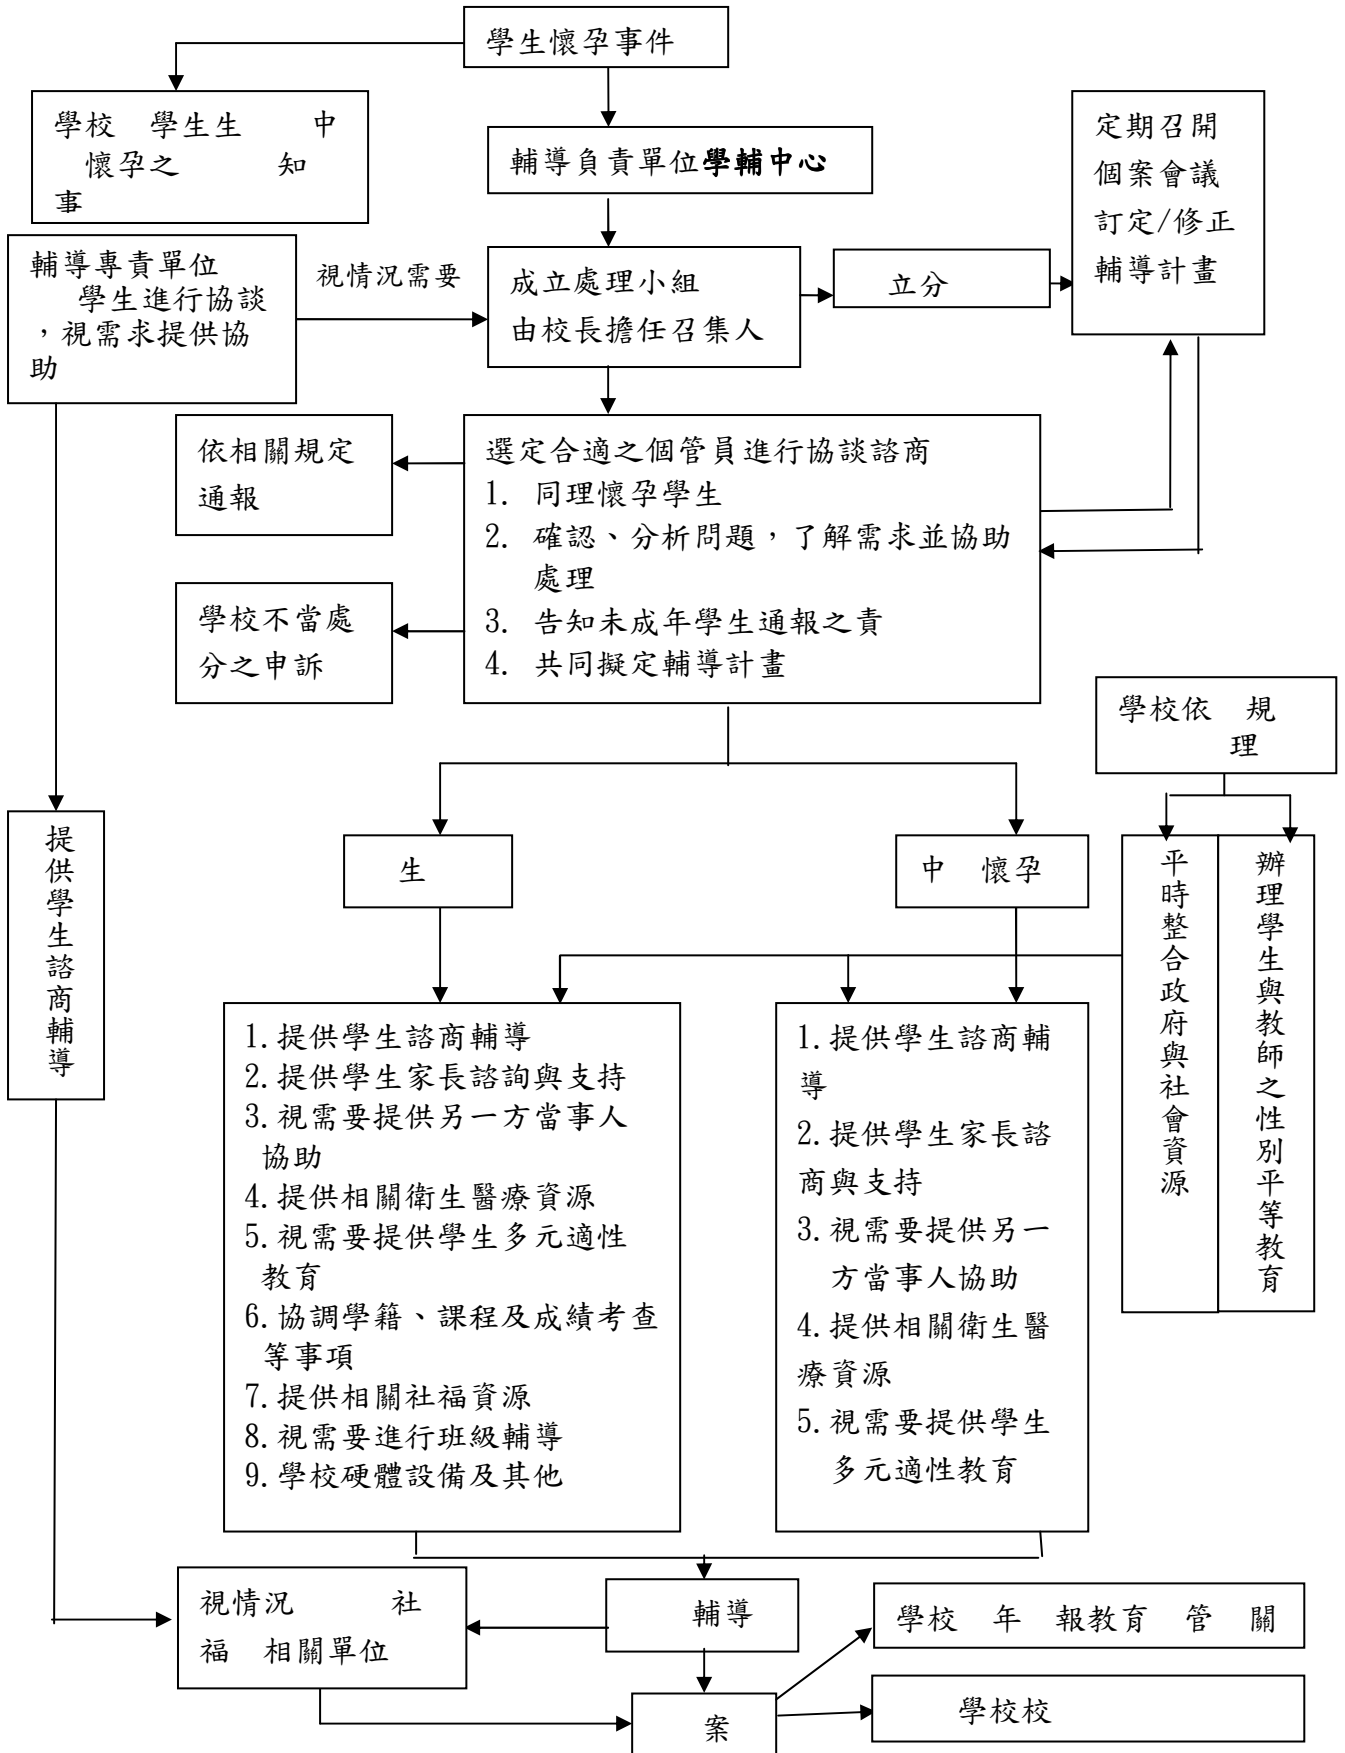 學生懷孕事件
學校 學生生 中
懷孕之 知
事
輔導負責單位學輔中心
定期召開
個案會議
訂定/修正
輔導計畫
輔導專責單位
學生進行協談
，視需求提供協
助
視情況需要
成立處理小組
由校長擔任召集人
立分
依相關規定
通報
選定合適之個管員進行協談諮商
1. 同理懷孕學生
2. 確認、分析問題，了解需求並協助
處理
3. 告知未成年學生通報之責
4. 共同擬定輔導計畫
學校不當處
分之申訴
學校依 規
理
提供學生諮商輔導
生
中 懷孕
平時整合政府與社會資源
辦理學生與教師之性別平等教育
1.提供學生諮商輔導
2.提供學生家長諮詢與支持
3.視需要提供另一方當事人
協助
4.提供相關衛生醫療資源
5.視需要提供學生多元適性
教育
6.協調學籍、課程及成績考查
等事項
7.提供相關社福資源
8.視需要進行班級輔導
9.學校硬體設備及其他
1.提供學生諮商輔
導
2.提供學生家長諮
商與支持
3.視需要提供另一
方當事人協助
4.提供相關衛生醫
療資源
5.視需要提供學生
多元適性教育
視情況 社
福 相關單位
輔導
學校 年 報教育 管 關
案
學校校